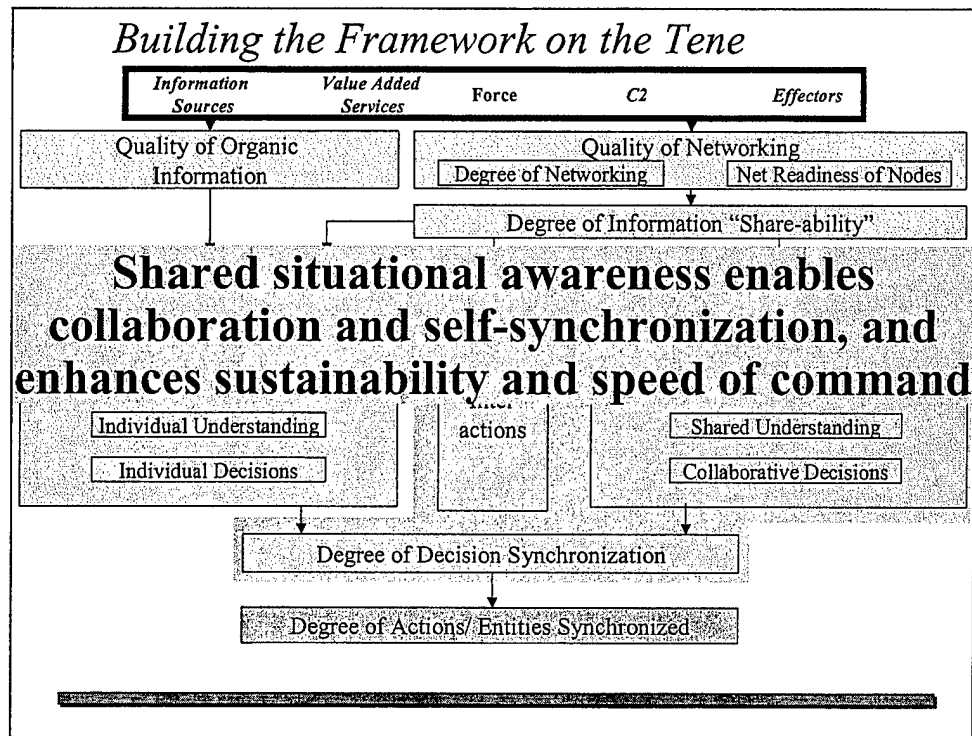 Building the Framework on the Tene
Information Sources
Value Added Services
Force
C2
Effectors
Quality of Organic
Information
Quality of Networking
Degree of Networking
Net Readiness of Nodes
Degree of Information “Share-ability”
Shared situational awareness enables
collaboration and self-synchronization, and
enhances sustainability and speed of command
actions
Individual Understanding
Shared Understanding
Individual Decisions
Collaborative Decisions
Degree of Decision Synchronization
Degree of Actions/ Entities Synchronized